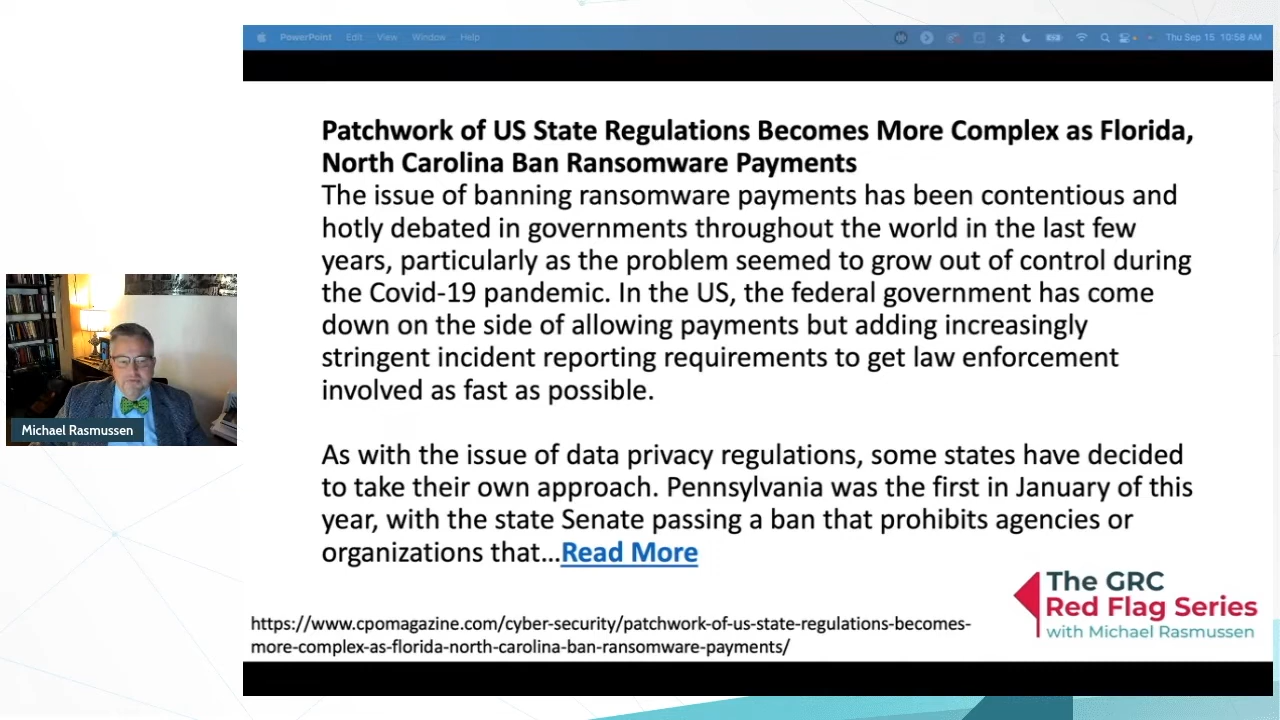 PowerPoint Edit View Window Help Thu Sep 15 10:58 AM
Patchwork of US State Regulations Becomes More Complex as Florida,
North Carolina Ban Ransomware Payments
The issue of banning ransomware payments has been contentious and
hotly debated in governments throughout the world in the last few
years, particularly as the problem seemed to grow out of control during
the Covid-19 pandemic. In the US, the federal government has come
down on the side of allowing payments but adding increasingly
stringent incident reporting requirements to get law enforcement
involved as fast as possible.
As with the issue of data privacy regulations, some states have decided
to take their own approach. Pennsylvania was the first in January of this
year, with the state Senate passing a ban that prohibits agencies or
organizations that…Read More
https://www.cpomagazine.com/cyber-security/patchwork-of-us-state-regulations-becomes-
more-complex-as-florida-north-carolina-ban-ransomware-payments/
The GRC
Red Flag Series
with Michael Rasmussen
Michael Rasmussen